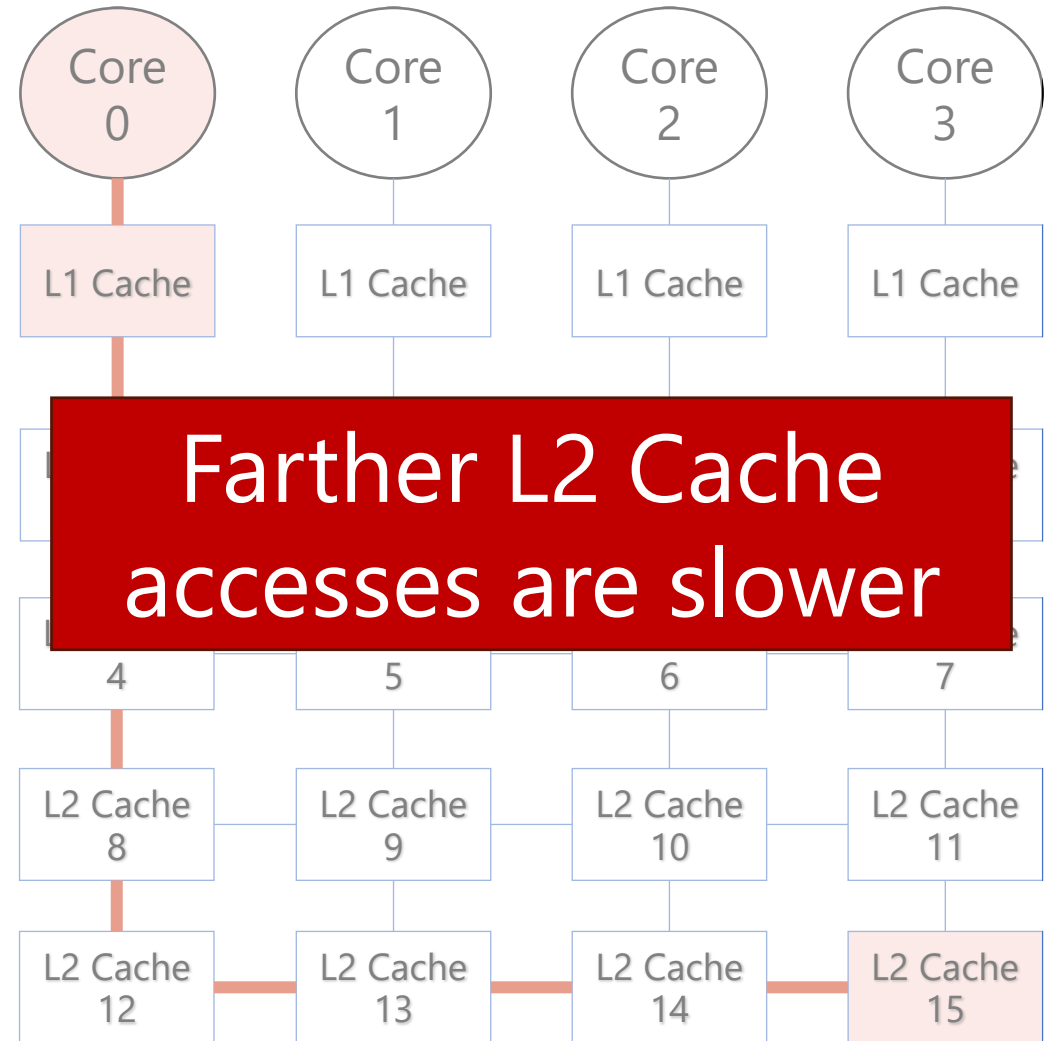 Core
0
Core
1
Core
2
Core
3
L1 Cache
L1 Cache
L1 Cache
L1 Cache
Farther L2 Cache
accesses are slower
4
5
6
7
L2 Cache
8
L2 Cache
9
L2 Cache
10
L2 Cache
11
L2 Cache
12
L2 Cache
13
L2 Cache
14
L2 Cache
15